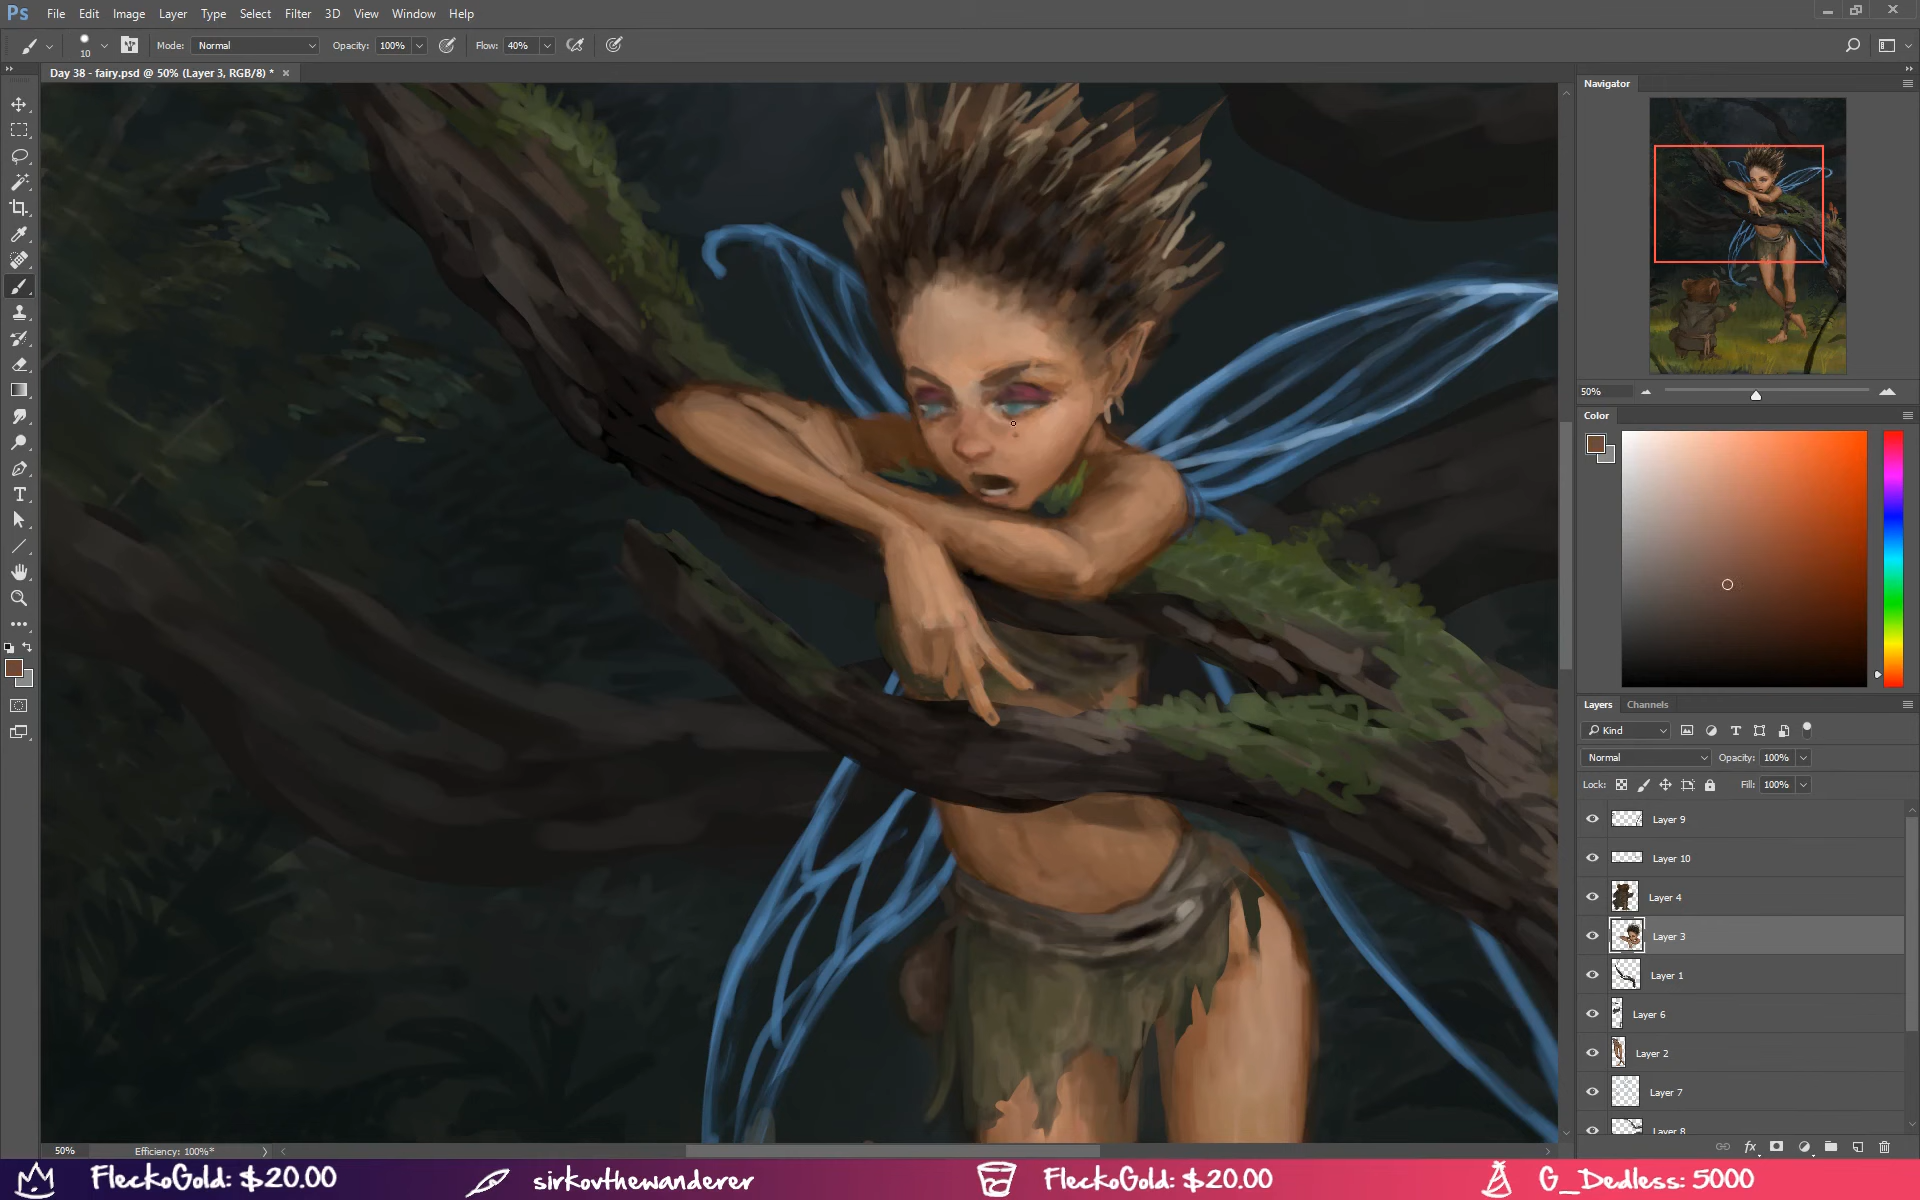 Ps File Edit Image Layer Type Select Filter 3D View Window Help
10 Mode: Normal Opacity: 100% Flow: 40%
Day 38 - fairy.psd @ 50% (Layer 3, RGB/8) *
Navigator
50%
Color
Layers Channels
Kind
Normal Opacity: 100%
Lock: Fill: 100%
Layer 9
Layer 10
Layer 4
Layer 3
Layer 1
Layer 6
Layer 2
Layer 7
Layer 8
50% Efficiency: 100%*
FleckoGold: $20.00 sirkovthewanderer FleckoGold: $20.00 G_Dedless: 5000